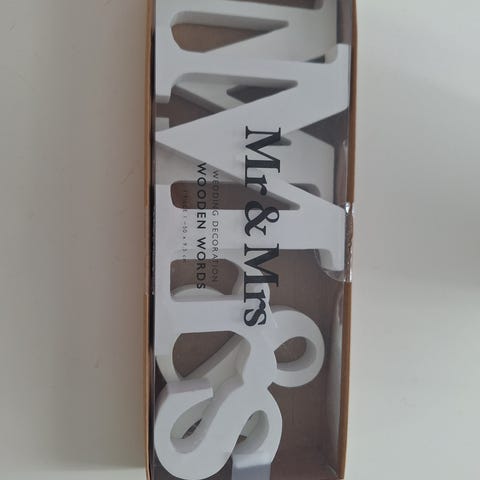 Mr & Mrs
WEDDING DECORATION
WOODEN WORDS